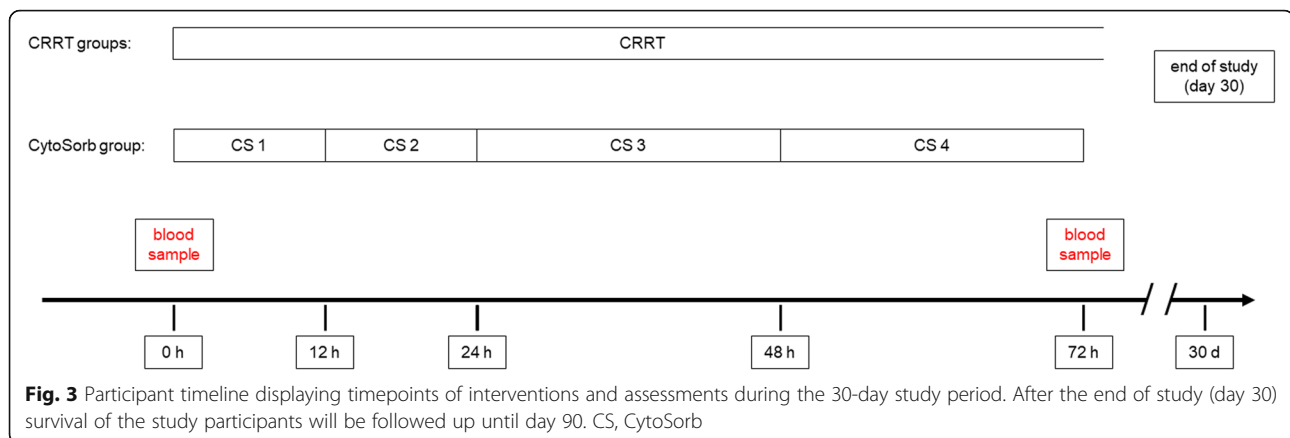 CRRT groups:
CRRT
end of study
(day 30)
CytoSorb group:
CS 1
CS 2
CS 3
CS 4
blood
sample
blood
sample
0 h
12 h
24 h
48 h
72 h
30 d
Fig. 3 Participant timeline displaying timepoints of interventions and assessments during the 30-day study period. After the end of study (day 30)
survival of the study participants will be followed up until day 90. CS, CytoSorb